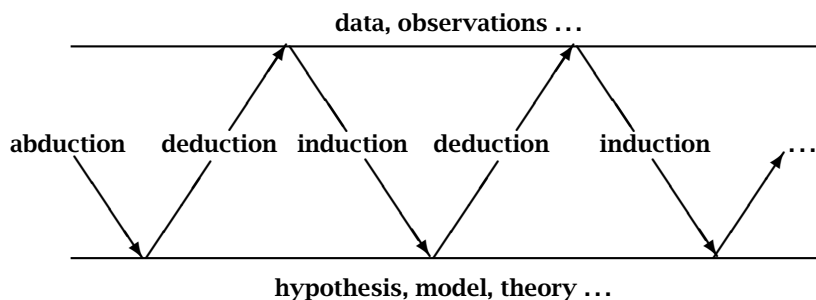 data, observations ...
abduction deduction induction deduction induction ...
hypothesis, model, theory ...